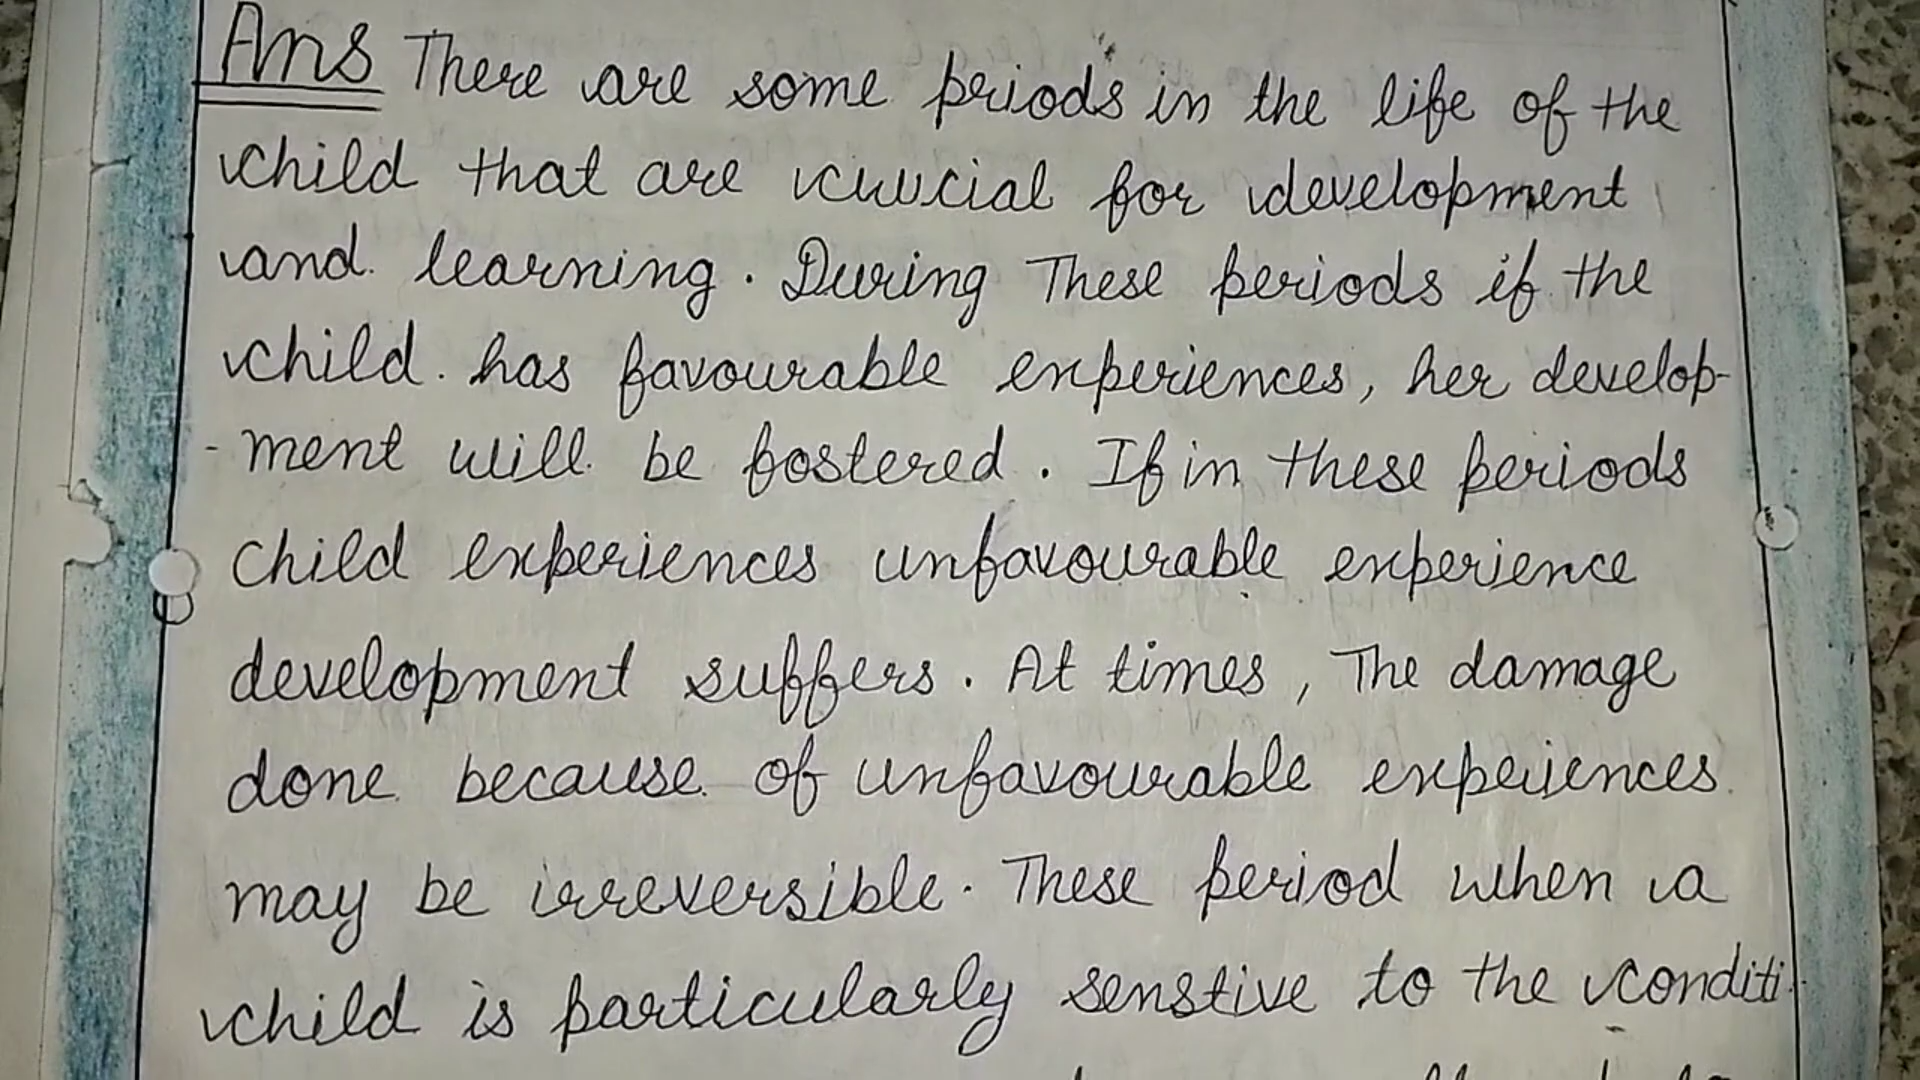 Ans There are some priods in the life of the
child that are crucial for development
and learning. During These periods if the
child has favourable experiences, her develop-
- ment will be fostered. If in these periods
child experiences unfavourable experience
development suffers. At times, The damage
done because of unfavourable experiences
may be irreversible. These period when a
child is particularly senstive to the conditi